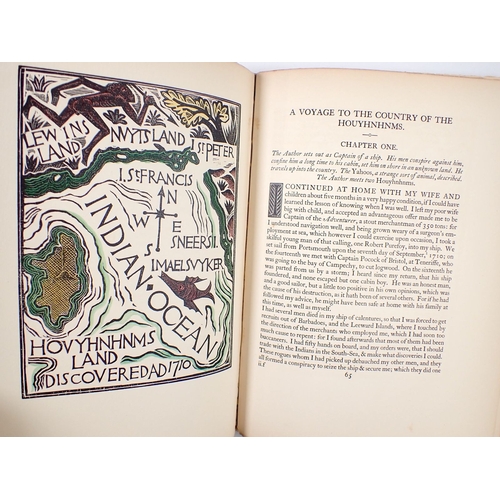 LEWINS
LAND
NUYTSLAND
I St PETER
I. St FRANCIS
N
W
E
S
SNEERS I.
I MAELSUYKER
INDIAN · OCEAN
HOUYHNHNMS
LAND
DISCOVERED AD 1710
A VOYAGE TO THE COUNTRY OF THE
HOUYHNHNMS.
CHAPTER ONE.
The Author sets out as Captain of a ship. His men conspire against him,
confine him a long time to his cabin, set him on shore in an unknown land. He
travels up into the country. The Yahoos, a strange sort of animal, described.
The Author meets two Houyhnhnms.
I CONTINUED AT HOME WITH MY WIFE AND
children about five months in a very happy condition, if I could have
learned the lesson of knowing when I was well. I left my poor wife
big with child, and accepted an advantageous offer made me to be
Captain of the Adventurer, a stout merchantman of 350 tons: for
I understood navigation well, and being grown weary of a surgeon's em-
ployment at sea, which however I could exercise upon occasion, I took a
skilful young man of that calling, one Robert Purefoy, into my ship. We
set sail from Portsmouth upon the seventh day of September, 1710; on the
fourteenth we met with Captain Pocock of Bristol, at Teneriffe, who
was going to the bay of Campechy, to cut logwood. On the sixteenth he
was parted from us by a storm; I heard since my return, that his ship
foundered, and none escaped but one cabin boy. He was an honest man,
and a good sailor, but a little too positive in his own opinions, which was
the cause of his destruction, as it hath been of several others. For if he had
followed my advice, he might have been safe at home with his family at
this time, as well as myself.
I had several men died in my ship of calentures, so that I was forced to get
recruits out of Barbadoes, and the Leeward Islands, where I touched by
the direction of the merchants who employed me, which I had soon too
much cause to repent: for I found afterwards that most of them had been
buccaneers. I had fifty hands on board, and my orders were, that I should
trade with the Indians in the South-Sea, & make what discoveries I could.
These rogues whom I had picked up debauched my other men, and they
all formed a conspiracy to seize the ship & secure me; which they did one
65